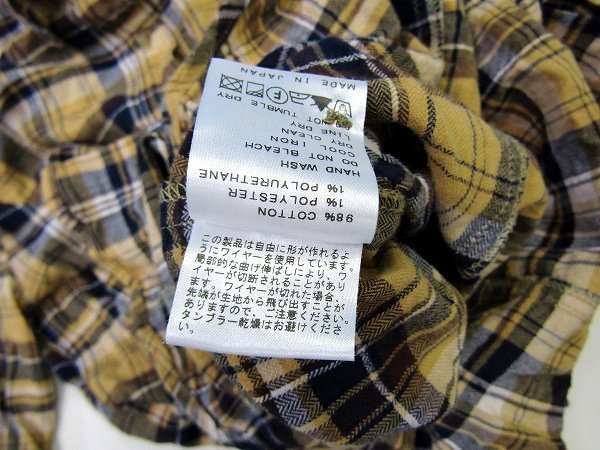 MADE IN JAPAN
DO NOT TUMBLE DRY
LINE DRY
DRY CLEAN
COOL IRON
DO NOT BLEACH
HAND WASH
1% POLYURETHANE
1% POLYESTER
98% COTTON
この製品は自由に形が作れるよ
うにワイヤーを使用しています。
局部的な曲げ伸ばしにより、ワ
イヤーが切断されることがあり
ます。ワイヤーが切れた場合、
先端が生地から飛び出すことが
ありますので、ご注意ください。
タンブラー乾燥はお避けくださ